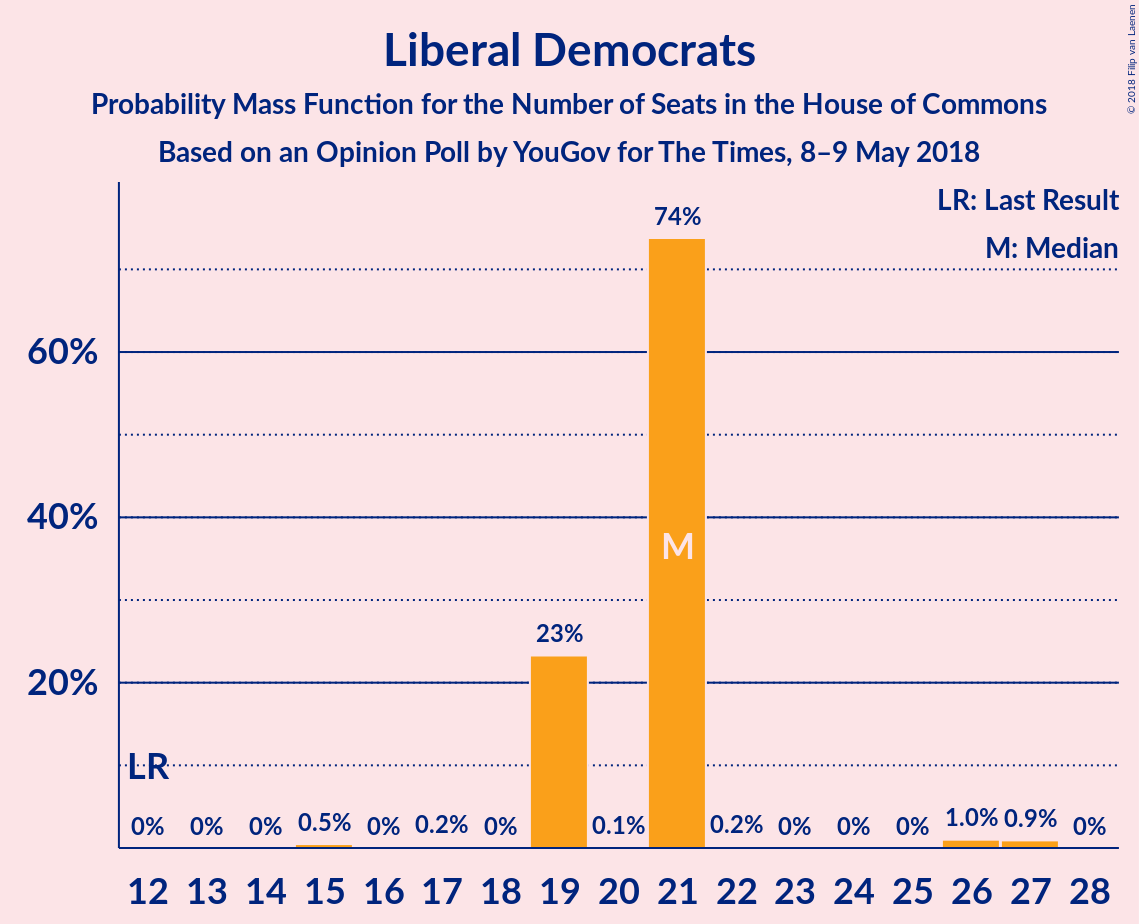 Liberal Democrats
Probability Mass Function for the Number of Seats in the House of Commons
Based on an Opinion Poll by YouGov for The Times, 8–9 May 2018
© 2018 Filip van Laenen
LR: Last Result
M: Median
60%
40%
20%
74%
M
23%
LR
0% 0% 0% 0.5% 0% 0.2% 0% 0.1% 0.2% 0% 0% 0% 1.0% 0.9% 0%
12 13 14 15 16 17 18 19 20 21 22 23 24 25 26 27 28